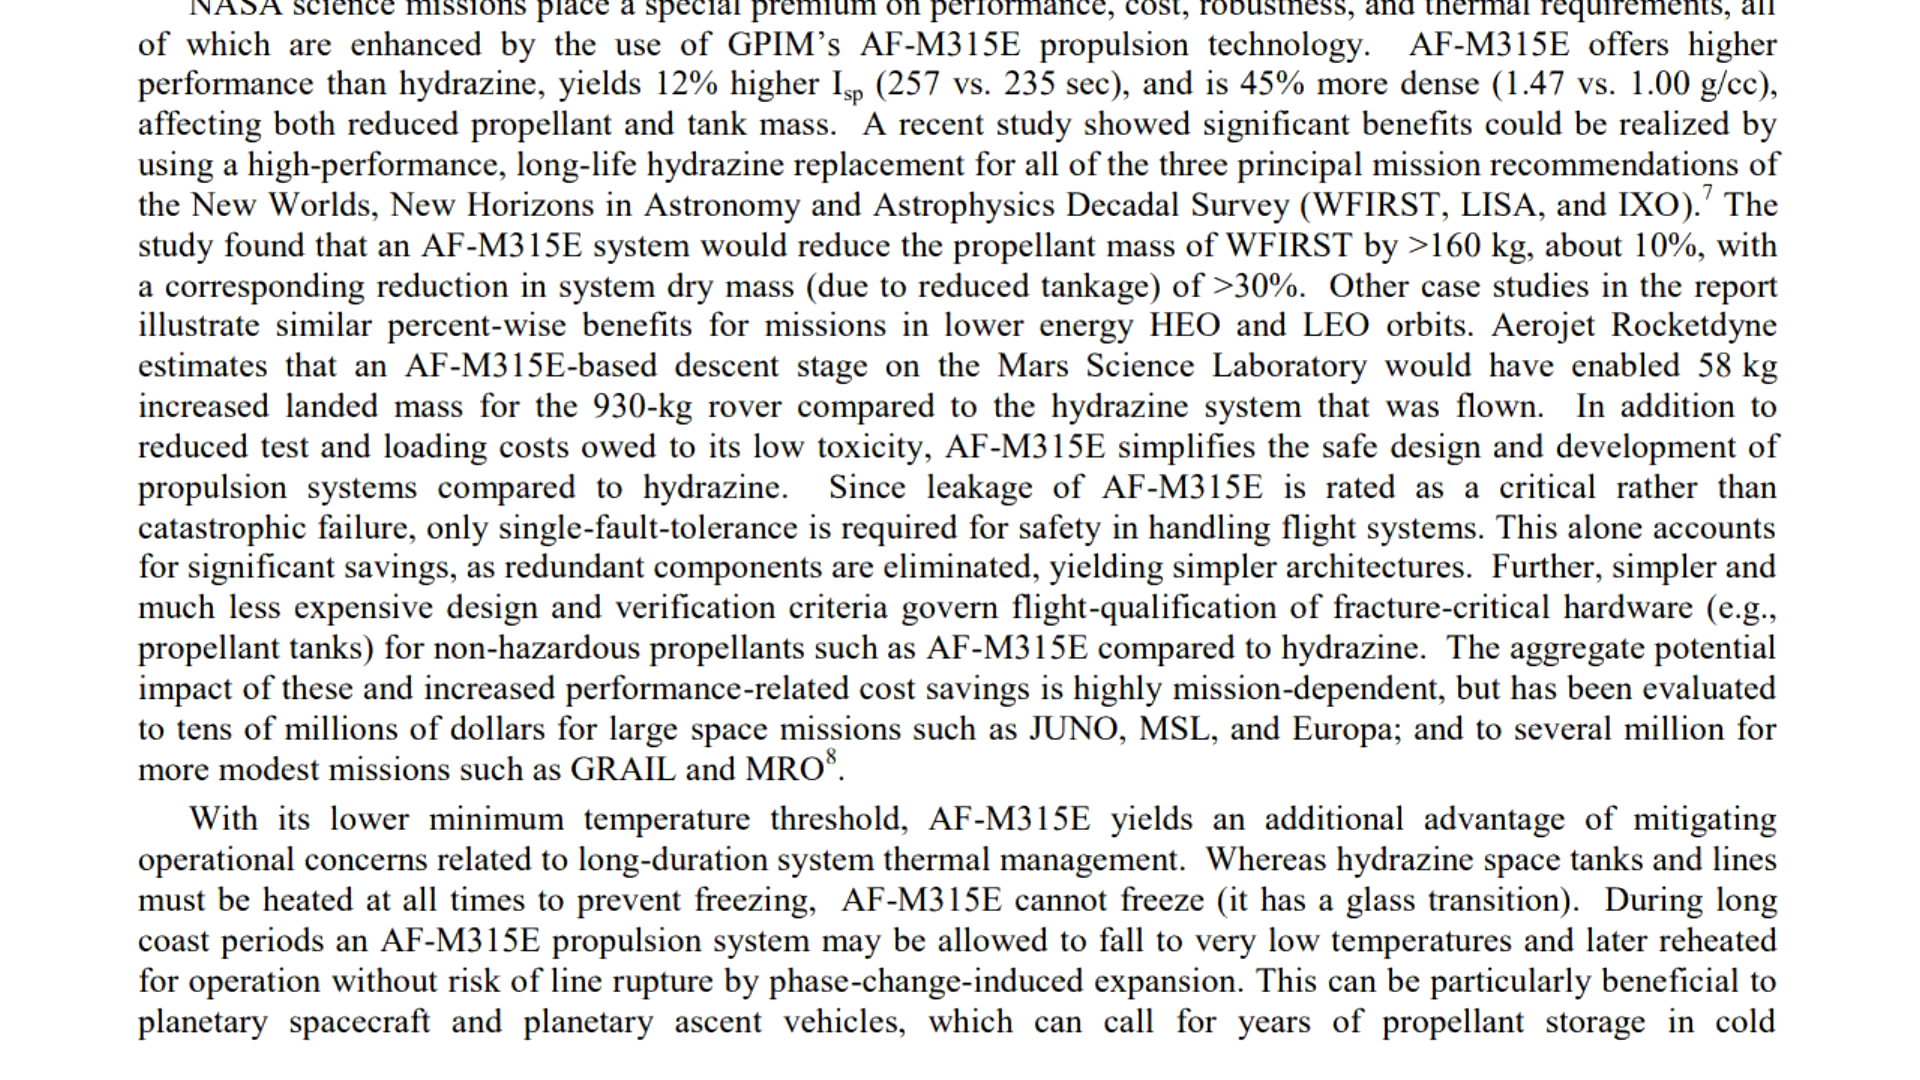 NASA science missions place a special premium on performance, cost, robustness, and thermal requirements, all
of which are enhanced by the use of GPIM’s AF-M315E propulsion technology. AF-M315E offers higher
performance than hydrazine, yields 12% higher Isp (257 vs. 235 sec), and is 45% more dense (1.47 vs. 1.00 g/cc),
affecting both reduced propellant and tank mass. A recent study showed significant benefits could be realized by
using a high-performance, long-life hydrazine replacement for all of the three principal mission recommendations of
the New Worlds, New Horizons in Astronomy and Astrophysics Decadal Survey (WFIRST, LISA, and IXO).7 The
study found that an AF-M315E system would reduce the propellant mass of WFIRST by >160 kg, about 10%, with
a corresponding reduction in system dry mass (due to reduced tankage) of >30%. Other case studies in the report
illustrate similar percent-wise benefits for missions in lower energy HEO and LEO orbits. Aerojet Rocketdyne
estimates that an AF-M315E-based descent stage on the Mars Science Laboratory would have enabled 58 kg
increased landed mass for the 930-kg rover compared to the hydrazine system that was flown. In addition to
reduced test and loading costs owed to its low toxicity, AF-M315E simplifies the safe design and development of
propulsion systems compared to hydrazine. Since leakage of AF-M315E is rated as a critical rather than
catastrophic failure, only single-fault-tolerance is required for safety in handling flight systems. This alone accounts
for significant savings, as redundant components are eliminated, yielding simpler architectures. Further, simpler and
much less expensive design and verification criteria govern flight-qualification of fracture-critical hardware (e.g.,
propellant tanks) for non-hazardous propellants such as AF-M315E compared to hydrazine. The aggregate potential
impact of these and increased performance-related cost savings is highly mission-dependent, but has been evaluated
to tens of millions of dollars for large space missions such as JUNO, MSL, and Europa; and to several million for
more modest missions such as GRAIL and MRO8.
With its lower minimum temperature threshold, AF-M315E yields an additional advantage of mitigating
operational concerns related to long-duration system thermal management. Whereas hydrazine space tanks and lines
must be heated at all times to prevent freezing, AF-M315E cannot freeze (it has a glass transition). During long
coast periods an AF-M315E propulsion system may be allowed to fall to very low temperatures and later reheated
for operation without risk of line rupture by phase-change-induced expansion. This can be particularly beneficial to
planetary spacecraft and planetary ascent vehicles, which can call for years of propellant storage in cold